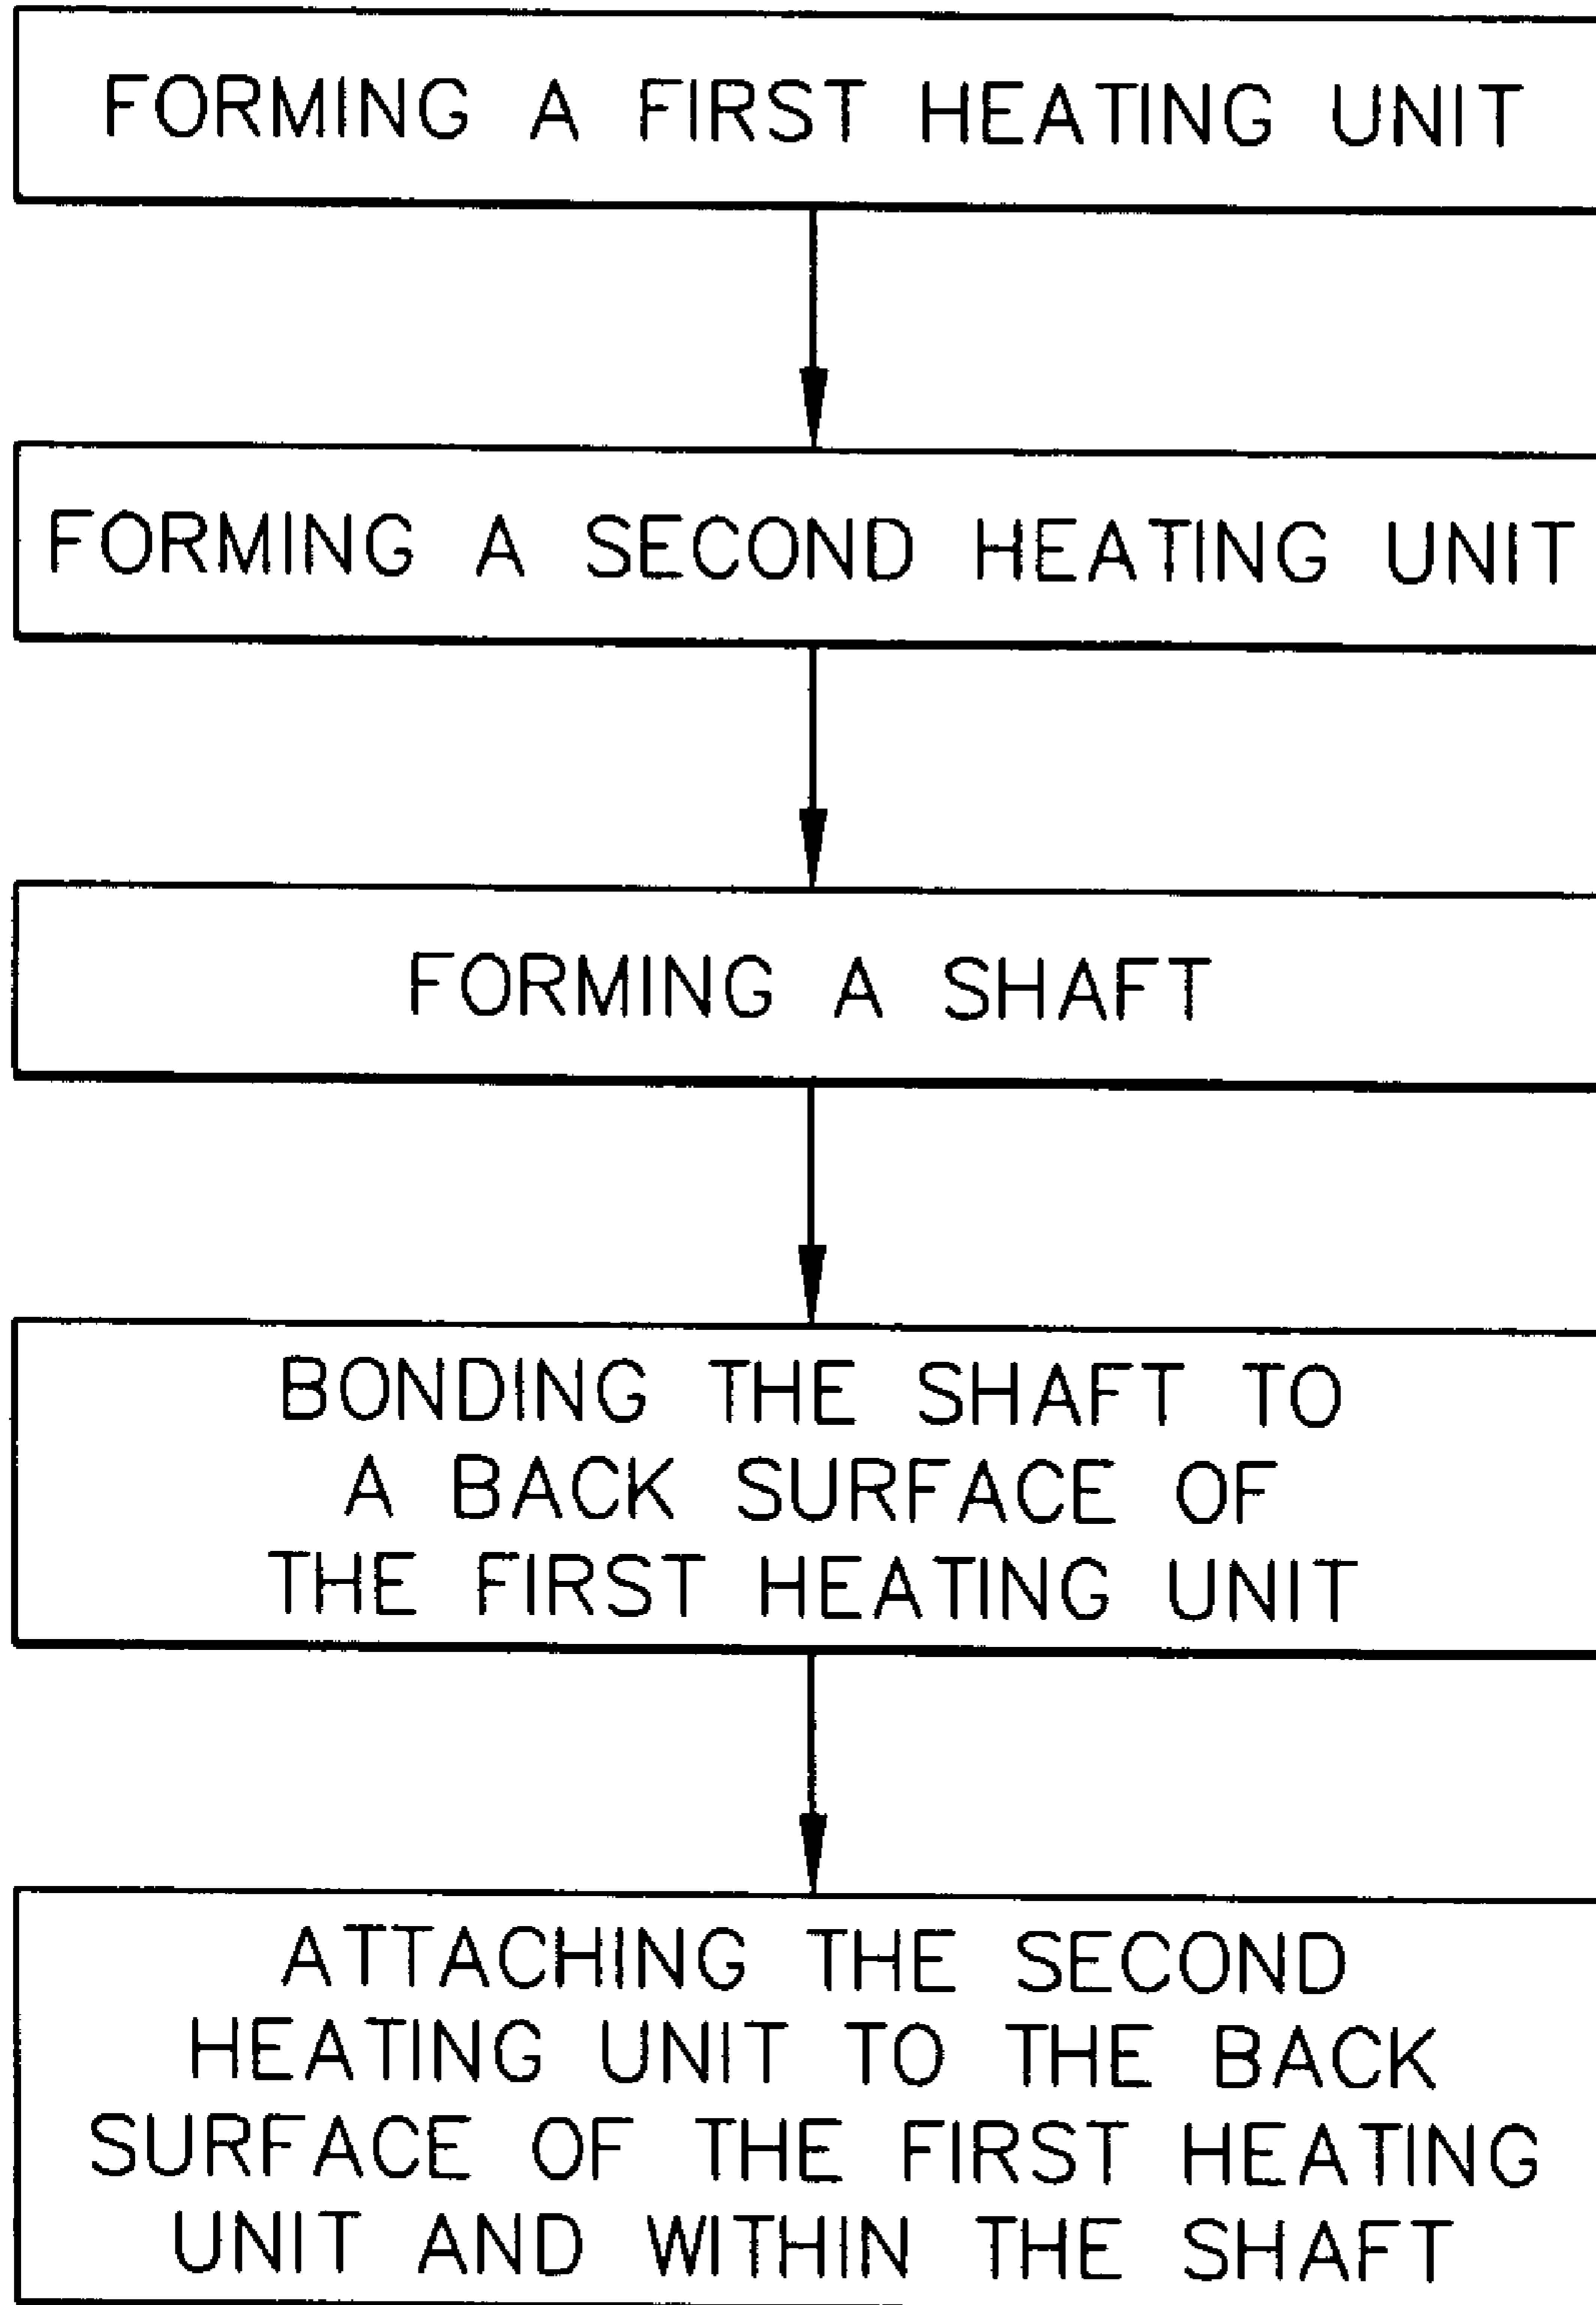 FORMING A FIRST HEATING UNIT
FORMING A SECOND HEATING UNIT
FORMING A SHAFT
BONDING THE SHAFT TO
A BACK SURFACE OF
THE FIRST HEATING UNIT
ATTACHING THE SECOND
HEATING UNIT TO THE BACK
SURFACE OF THE FIRST HEATING
UNIT AND WITHIN THE SHAFT